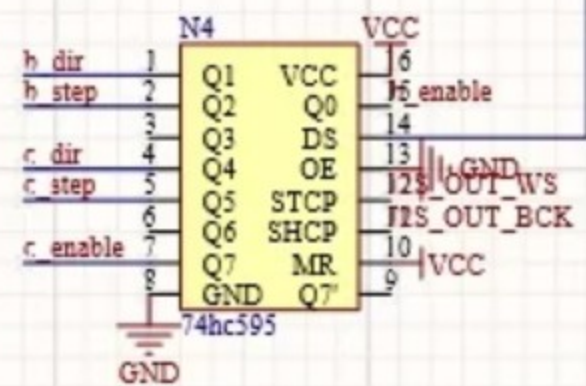 N4 VCC
b_dir 1 Q1 VCC 16
b_step 2 Q2 Q0 15 b_enable
3 Q3 DS 14
c_dir 4 Q4 OE 13 GND
c_step 5 Q5 STCP 12 I2S_OUT_WS
6 Q6 SHCP 11 I2S_OUT_BCK
c_enable 7 Q7 MR 10 VCC
8 GND Q7' 9
74hc595
GND